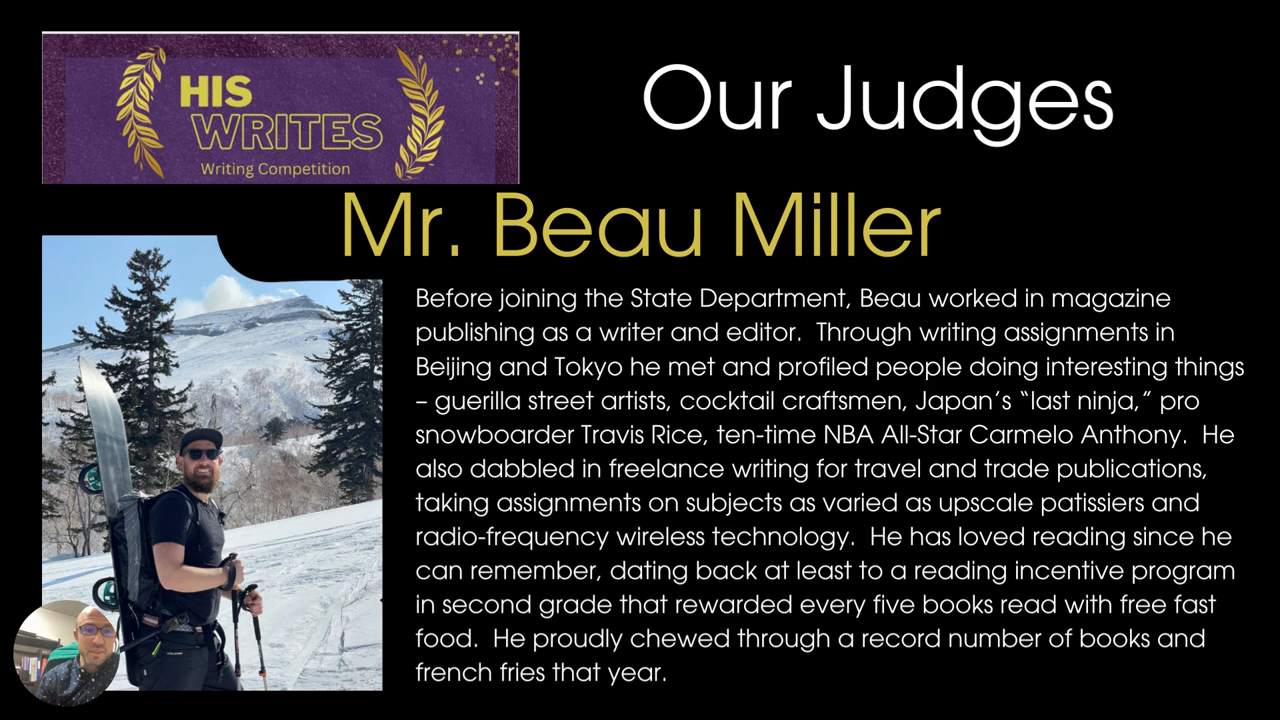 HIS
WRITES
Writing Competition
Our Judges
Mr. Beau Miller
Before joining the State Department, Beau worked in magazine
publishing as a writer and editor.  Through writing assignments in
Beijing and Tokyo he met and profiled people doing interesting things
– guerilla street artists, cocktail craftsmen, Japan’s “last ninja,” pro
snowboarder Travis Rice, ten-time NBA All-Star Carmelo Anthony.  He
also dabbled in freelance writing for travel and trade publications,
taking assignments on subjects as varied as upscale patissiers and
radio-frequency wireless technology.  He has loved reading since he
can remember, dating back at least to a reading incentive program
in second grade that rewarded every five books read with free fast
food.  He proudly chewed through a record number of books and
french fries that year.